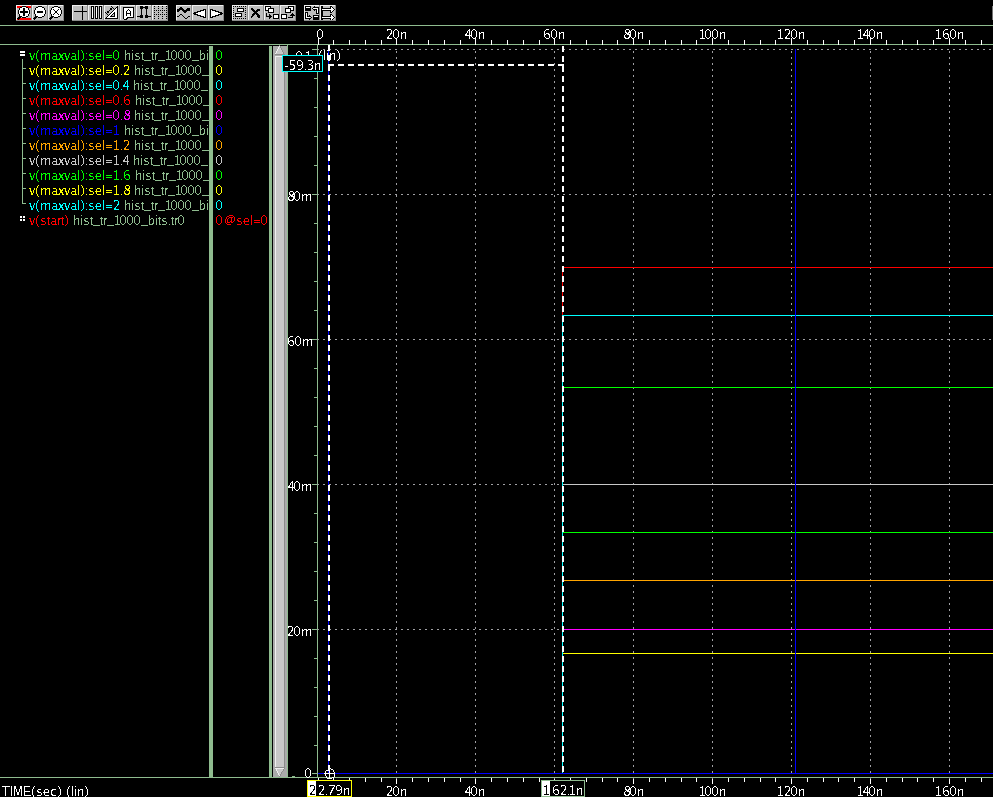 A
0 20n 40n 60n 80n 100n 120n 140n 160n
0.1 (lin)
-59.3n
v(maxval):sel=0 hist_tr_1000_bi 0
v(maxval):sel=0.2 hist_tr_1000_ 0
v(maxval):sel=0.4 hist_tr_1000_ 0
v(maxval):sel=0.6 hist_tr_1000_ 0
v(maxval):sel=0.8 hist_tr_1000_ 0
v(maxval):sel=1 hist_tr_1000_bi 0
v(maxval):sel=1.2 hist_tr_1000_ 0
v(maxval):sel=1.4 hist_tr_1000_ 0
v(maxval):sel=1.6 hist_tr_1000_ 0
v(maxval):sel=1.8 hist_tr_1000_ 0
v(maxval):sel=2 hist_tr_1000_bi 0
v(start) hist_tr_1000_bits.tr0 0@sel=0
80m
60m
40m
20m
0
TIME(sec) (lin) 2 2.79n 20n 40n 1 62.1n 80n 100n 120n 140n 160n